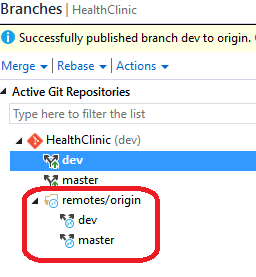 Branches | HealthClinic
Successfully published branch dev to origin.
Merge Rebase Actions
Active Git Repositories
Type here to filter the list
HealthClinic (dev)
dev
master
remotes/origin
dev
master